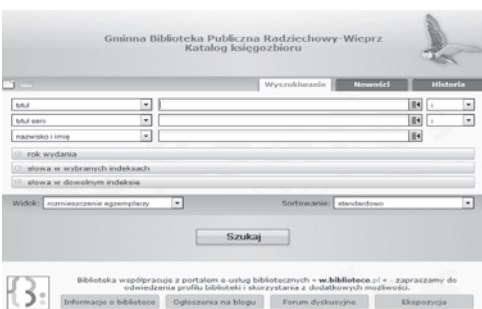 Gminna Biblioteka Publiczna Radziechowy-Wieprz
Katalog księgozbioru
Wyszukiwanie Nowości Historia
tytuł i
tytuł serii i
nazwisko i imię
rok wydania
słowa w wybranych indeksach
słowa w dowolnym indeksie
Widok: rozmieszczenie egzemplarzy Sortowanie: standardowo
Szukaj
Biblioteka współpracuje z portalem e-usług bibliotecznych » w.bibliotece.pl « - zapraszamy do
odwiedzenia profilu biblioteki i skorzystania z dodatkowych możliwości.
Informacje o bibliotece Ogłoszenia na blogu Forum dyskusyjne Ekspozycja